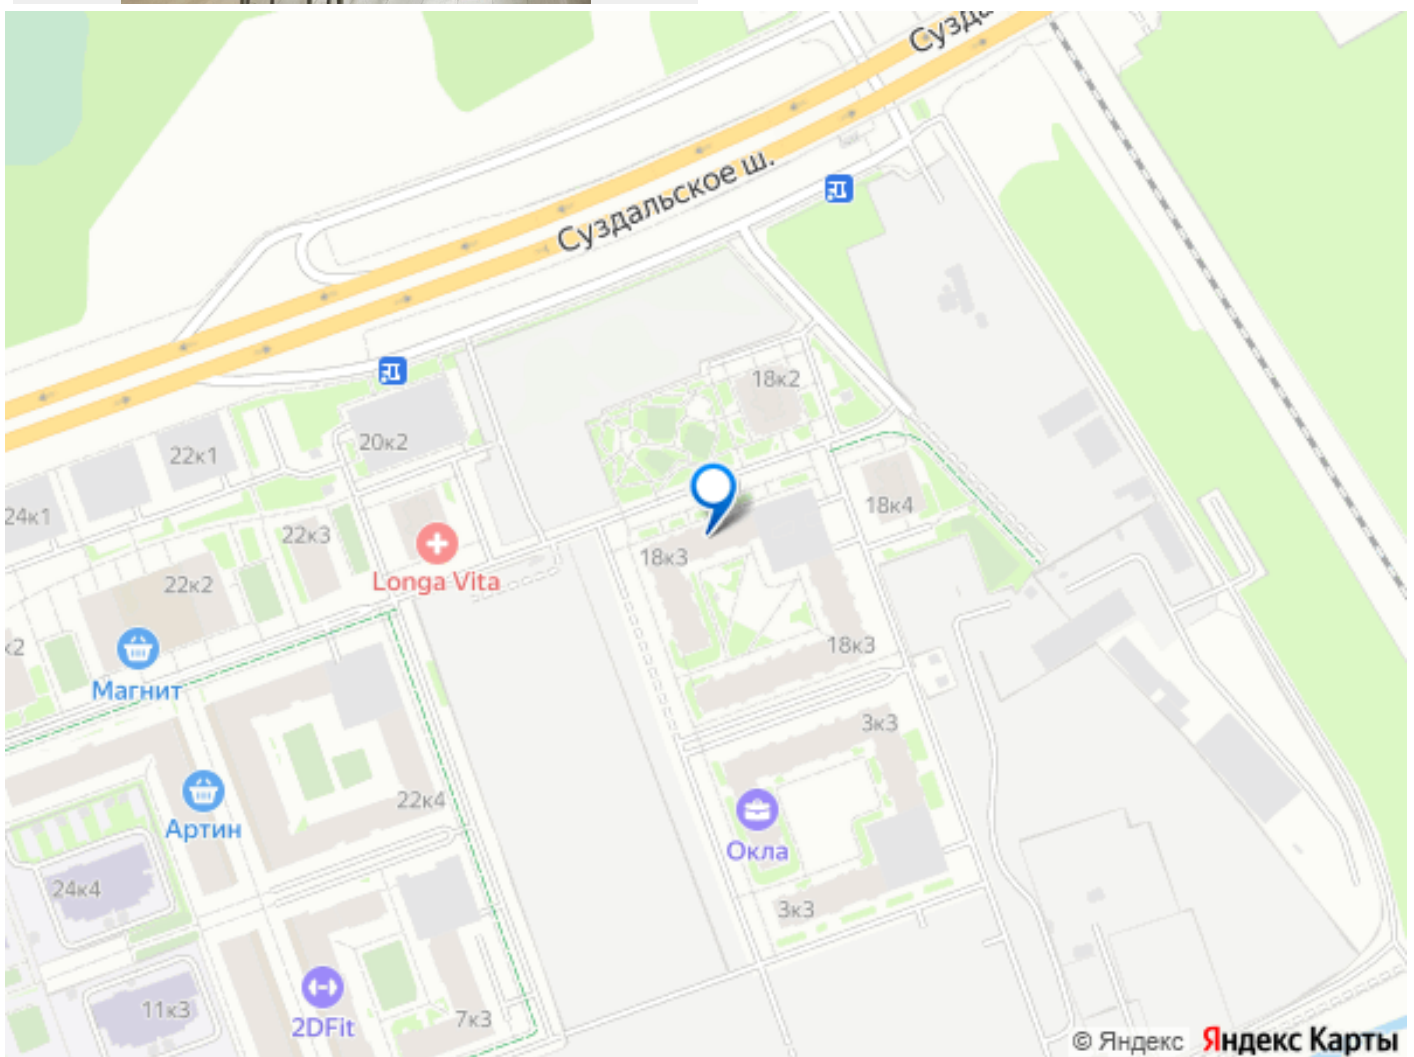 Сузда
Суздальское ш.
18к2
20к2
22к1
24к1
22к3
18к4
18к3
Longa Vita
22к2
к2
18к3
Магнит
3к3
22к4
Артин
Окла
24к4
3к3
11к3
7к3
2DFit
© Яндекс Яндекс Карты